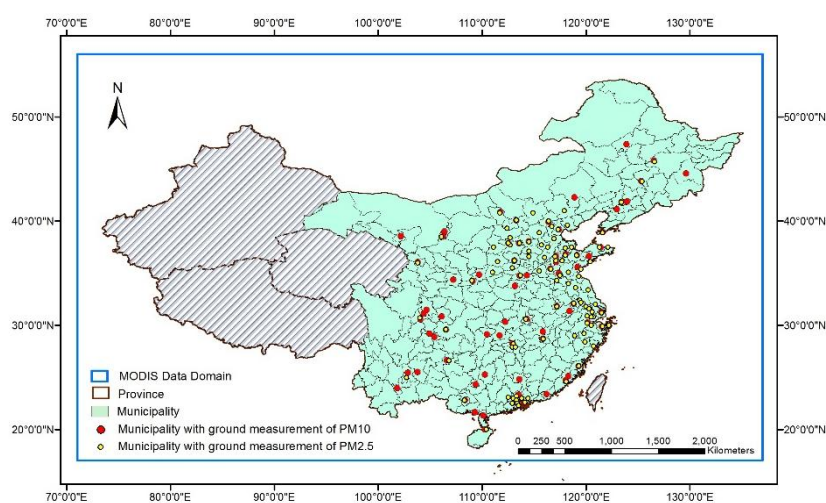 70°0'0"E 80°0'0"E 90°0'0"E 100°0'0"E 110°0'0"E 120°0'0"E 130°0'0"E
N
50°0'0"N 50°0'0"N
40°0'0"N 40°0'0"N
30°0'0"N 30°0'0"N
MODIS Data Domain
Province
Municipality
Municipality with ground measurement of PM10
20°0'0"N 20°0'0"N
Municipality with ground measurement of PM2.5
0 250 500 1,000 1,500 2,000
Kilometers
70°0'0"E 80°0'0"E 90°0'0"E 100°0'0"E 110°0'0"E 120°0'0"E 130°0'0"E